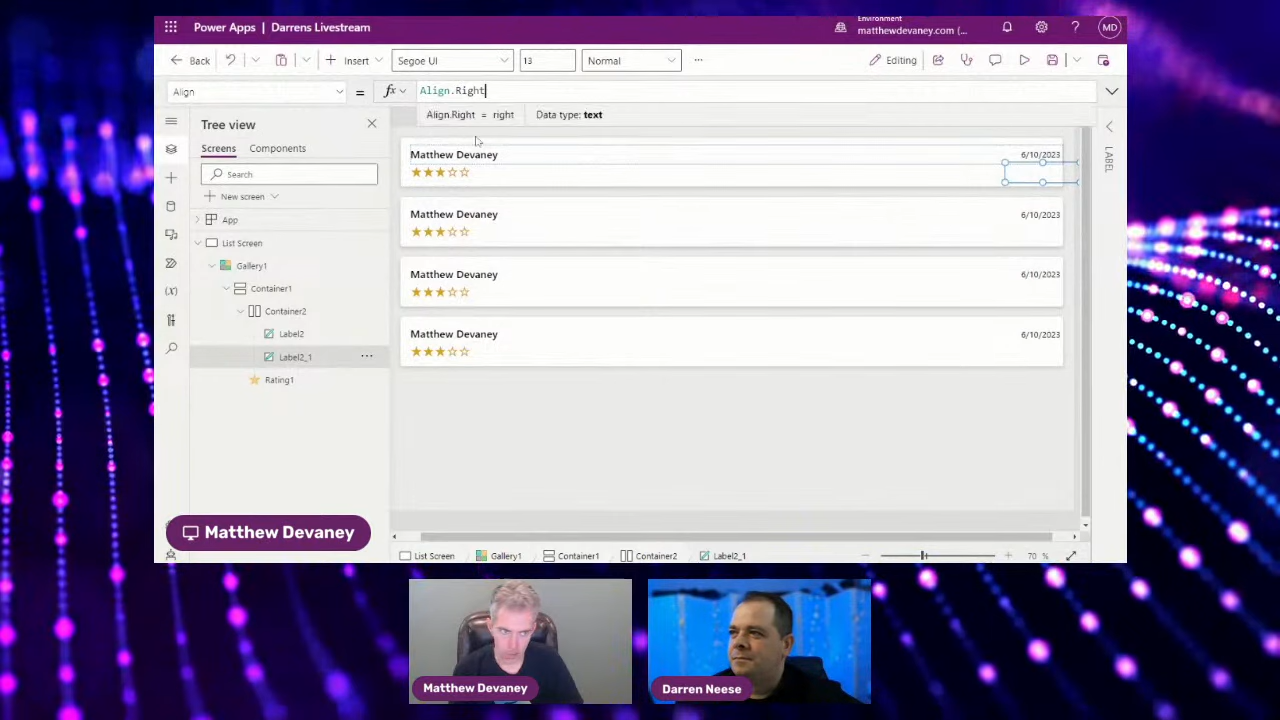 Power Apps | Darrens Livestream
Environment
matthewdevaney.com (...
MD
Back
Insert
Segoe UI
13
Normal
...
Editing
Align
=
fx
Align.Right
Align.Right = right
Data type: text
Tree view
Screens
Components
Search
New screen
App
List Screen
Gallery1
Container1
Container2
Label2
Label2_1
...
Rating1
LABEL
Matthew Devaney
6/10/2023
Matthew Devaney
6/10/2023
Matthew Devaney
6/10/2023
Matthew Devaney
6/10/2023
List Screen
Gallery1
Container1
Container2
Label2_1
70 %
Matthew Devaney
Matthew Devaney
Darren Neese